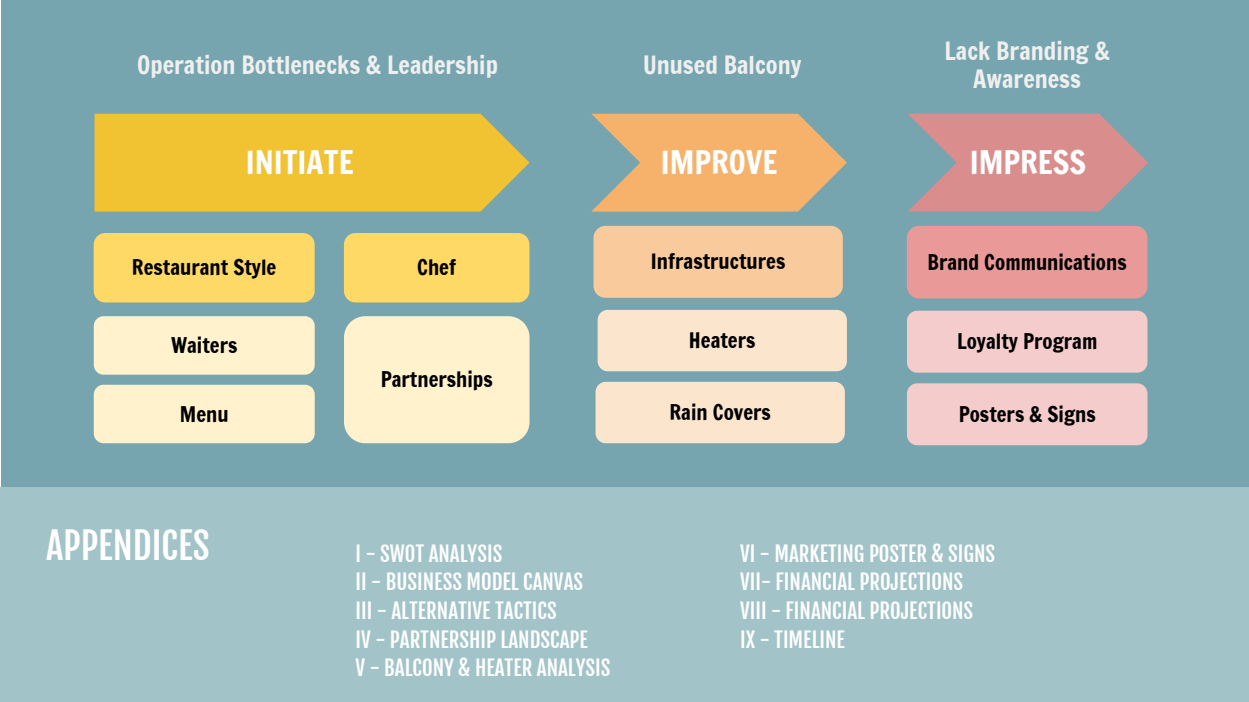 Operation Bottlenecks & Leadership
Unused Balcony
Lack Branding &
Awareness
INITIATE
IMPROVE
IMPRESS
Restaurant Style
Chef
Infrastructures
Brand Communications
Waiters
Partnerships
Heaters
Loyalty Program
Menu
Rain Covers
Posters & Signs
APPENDICES
I – SWOT ANALYSIS
II – BUSINESS MODEL CANVAS
III – ALTERNATIVE TACTICS
IV – PARTNERSHIP LANDSCAPE
V – BALCONY & HEATER ANALYSIS
VI – MARKETING POSTER & SIGNS
VII– FINANCIAL PROJECTIONS
VIII – FINANCIAL PROJECTIONS
IX – TIMELINE